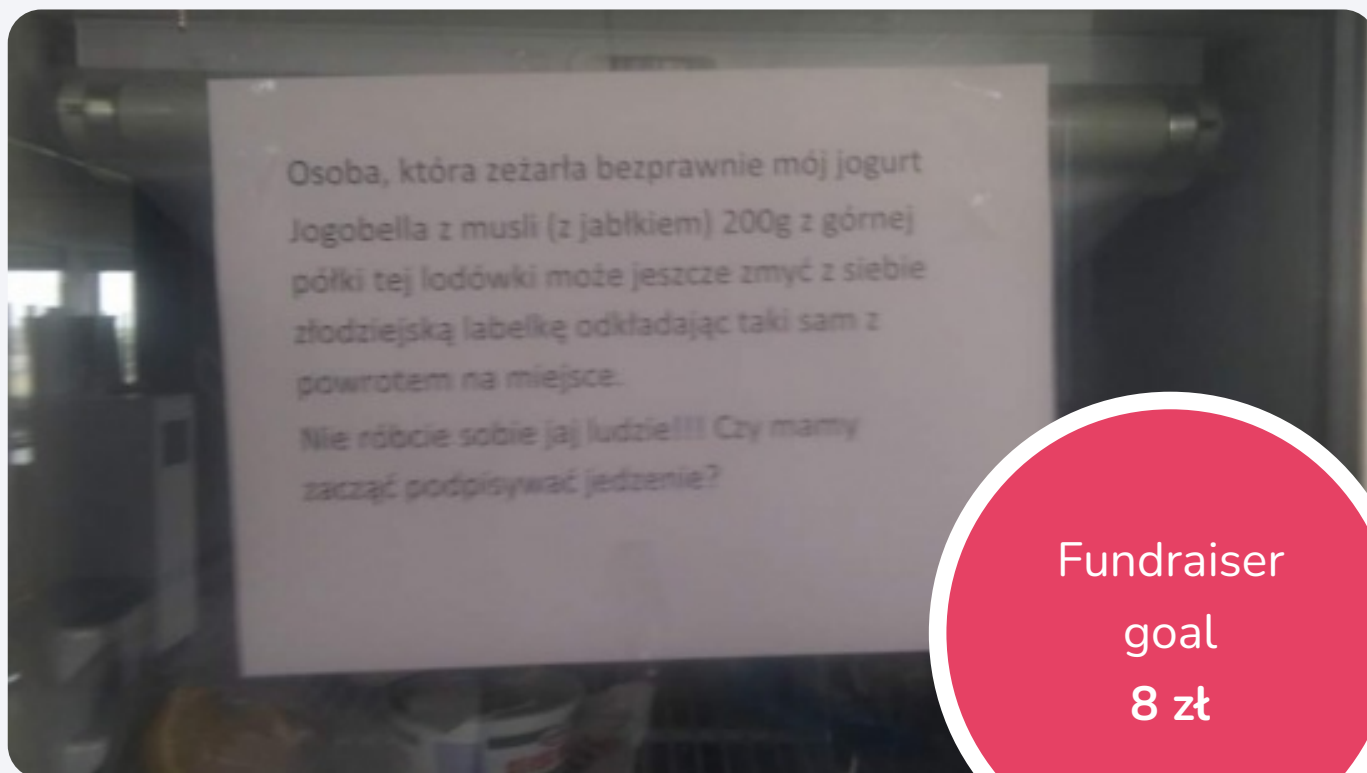 Osoba, która zeżarła bezprawnie mój jogurt
Jogobella z musli (z jabłkiem) 200g z górnej
półki tej lodówki może jeszcze zmyć z siebie
złodziejską labelkę odkładając taki sam z
powrotem na miejsce.
Nie róbcie sobie jaj ludzie!!! Czy mamy
zacząć podpisywać jedzenie?
Fundraiser
goal
8 zł